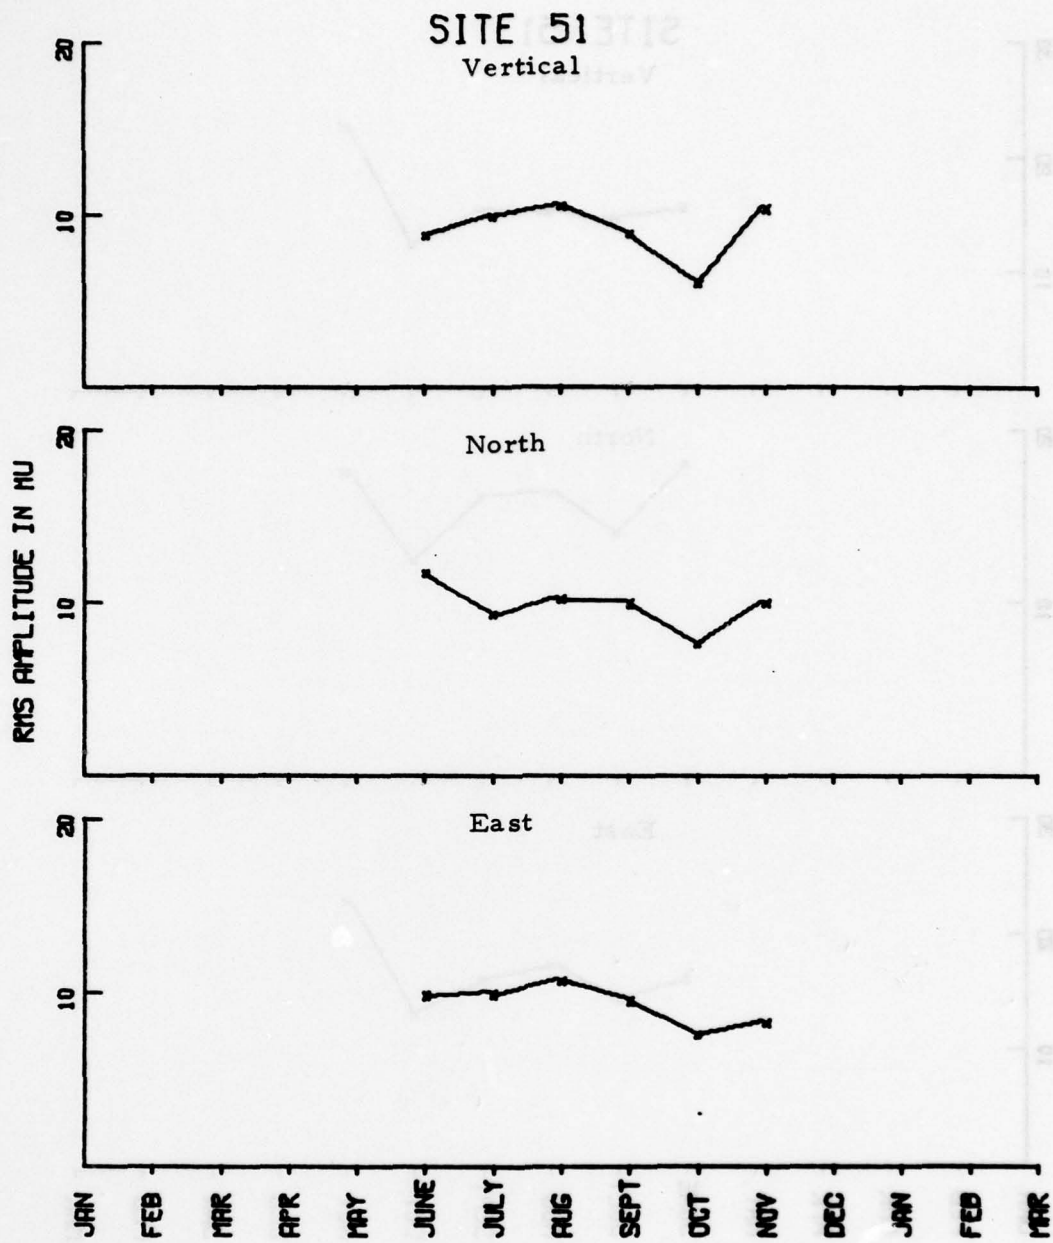 SITE 51
Vertical
20
10
North
20
10
RMS AMPLITUDE IN MU
East
20
10
JAN FEB MAR APR MAY JUNE JULY AUG SEPT OCT NOV DEC JAN FEB MAR